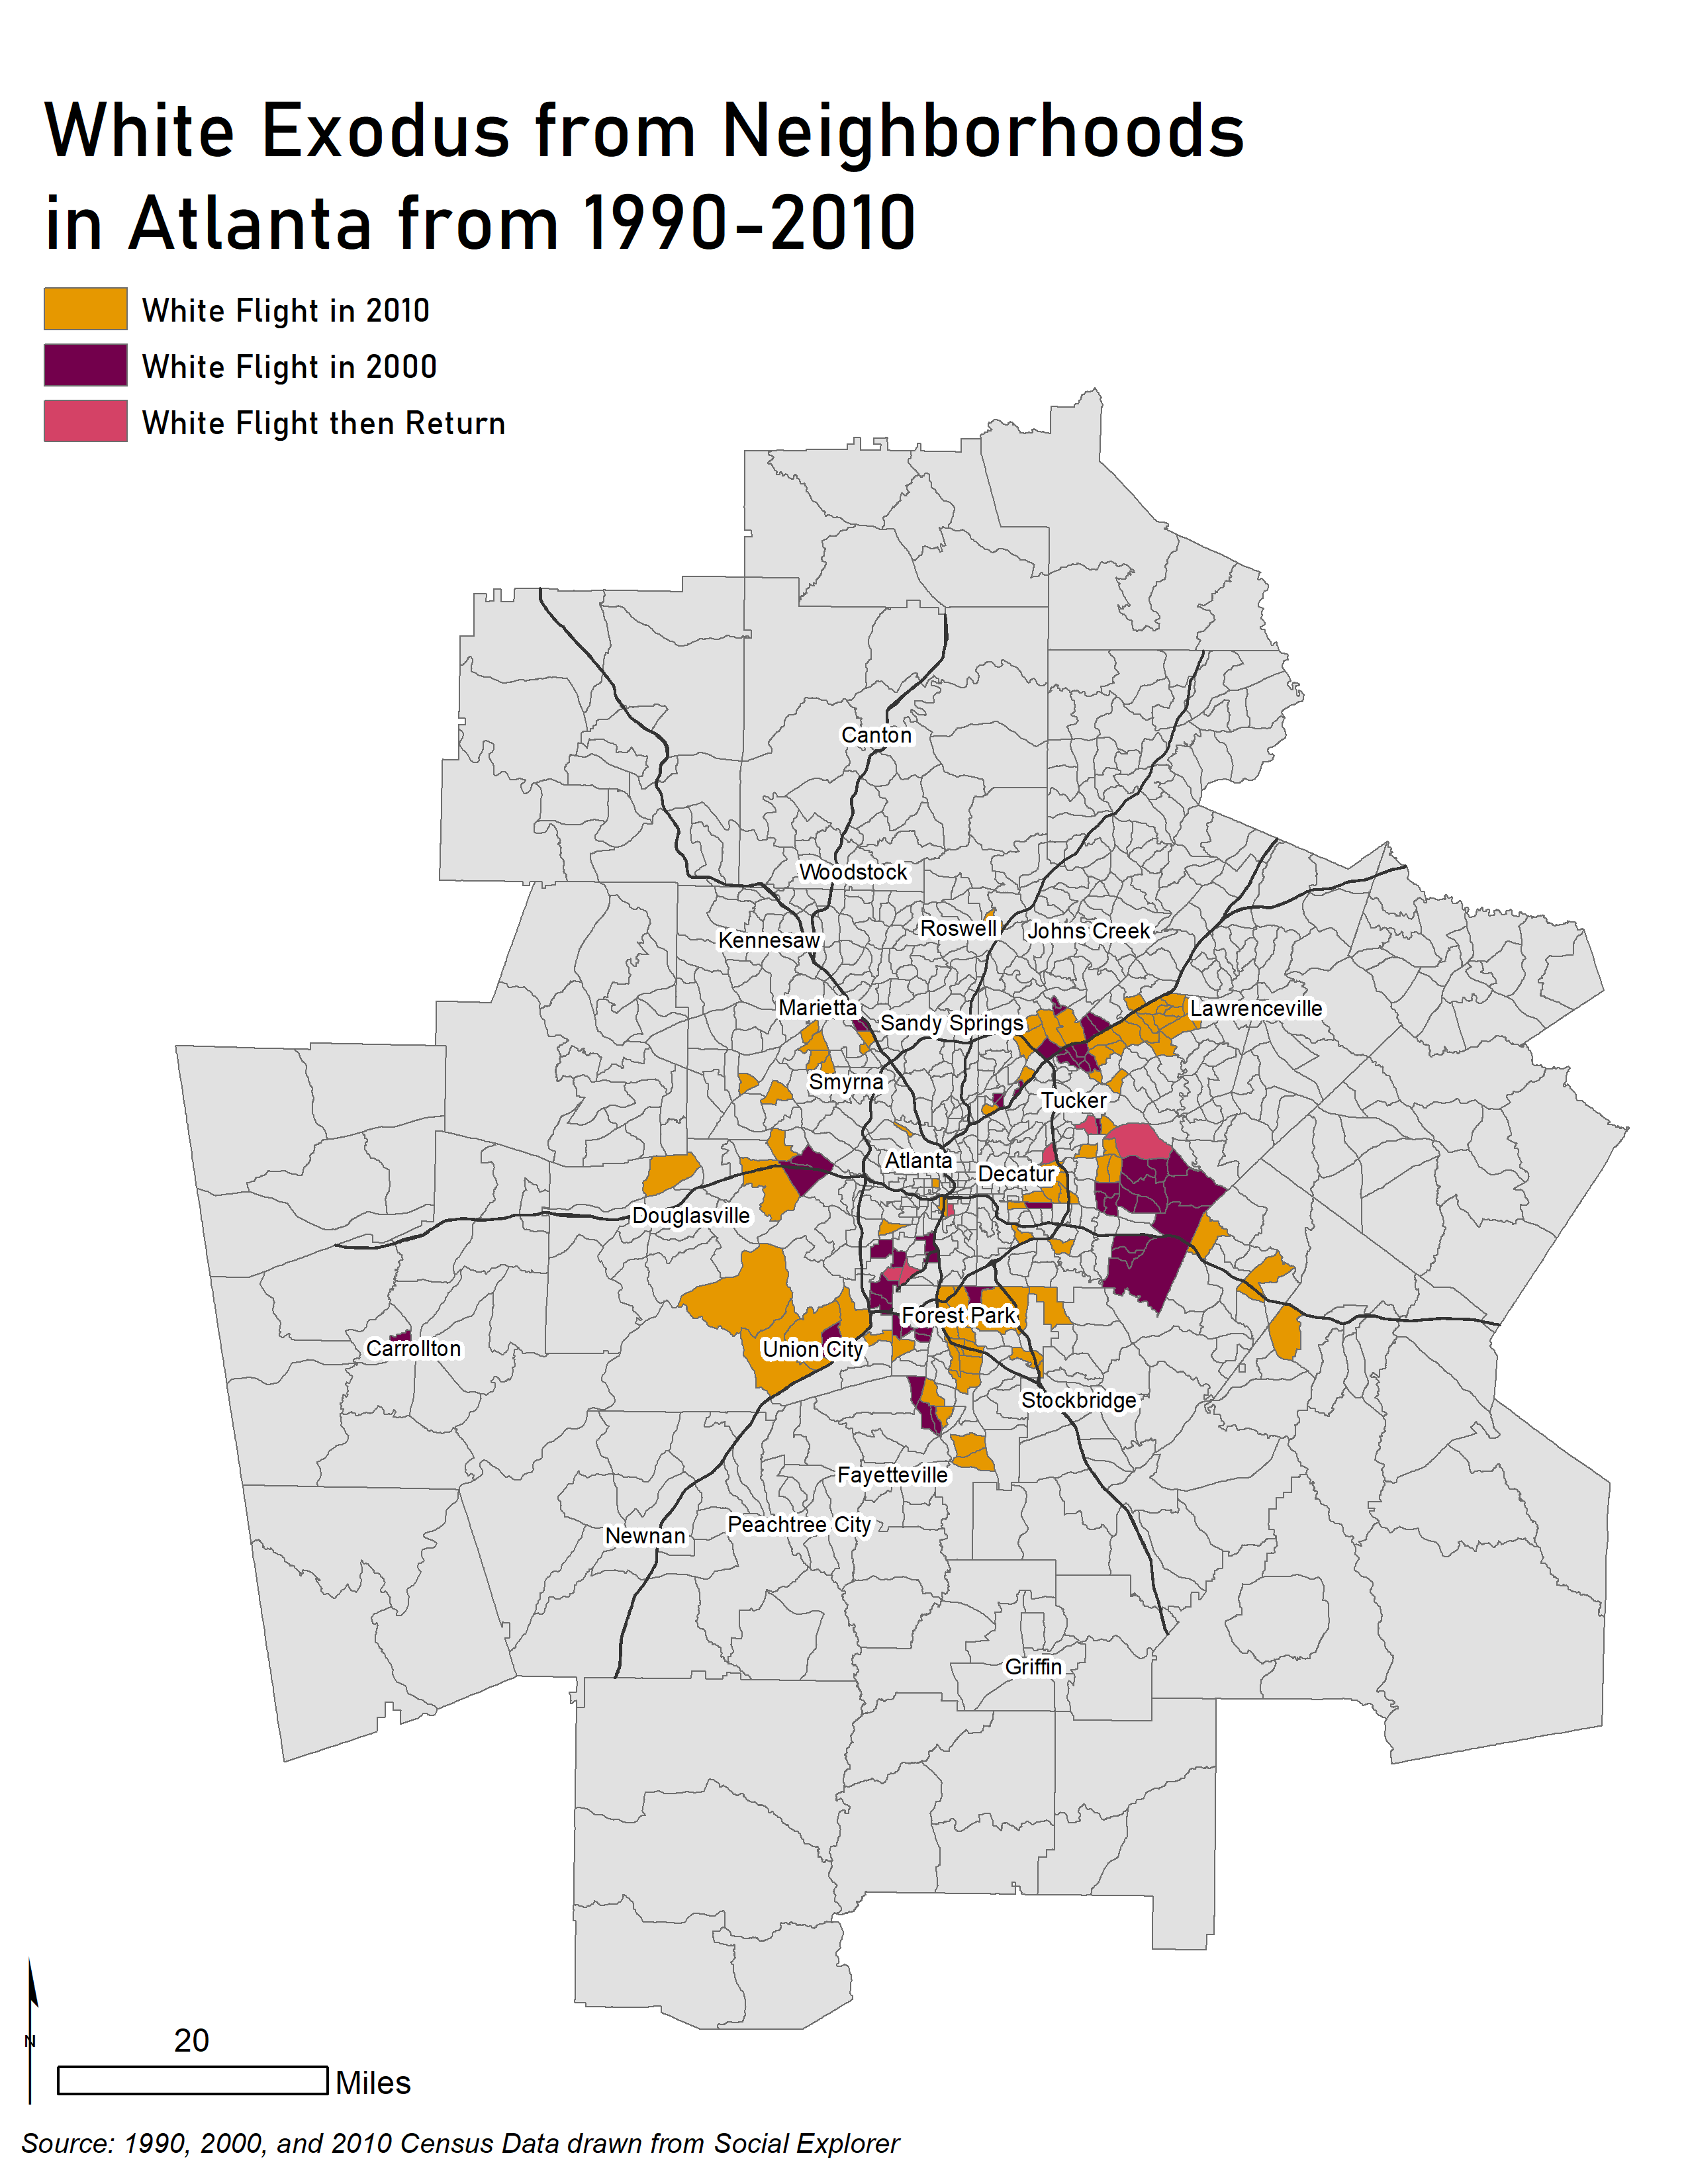 White Exodus from Neighborhoods
in Atlanta from 1990-2010
White Flight in 2010
White Flight in 2000
White Flight then Return
Canton
Woodstock
Roswell
Johns Creek
Kennesaw
Marietta
Sandy Springs
Lawrenceville
Smyrna
Tucker
Atlanta
Decatur
Douglasville
Forest Park
Carrollton
Union City
Stockbridge
Fayetteville
Peachtree City
Newnan
Griffin
N
20
Miles
Source: 1990, 2000, and 2010 Census Data drawn from Social Explorer